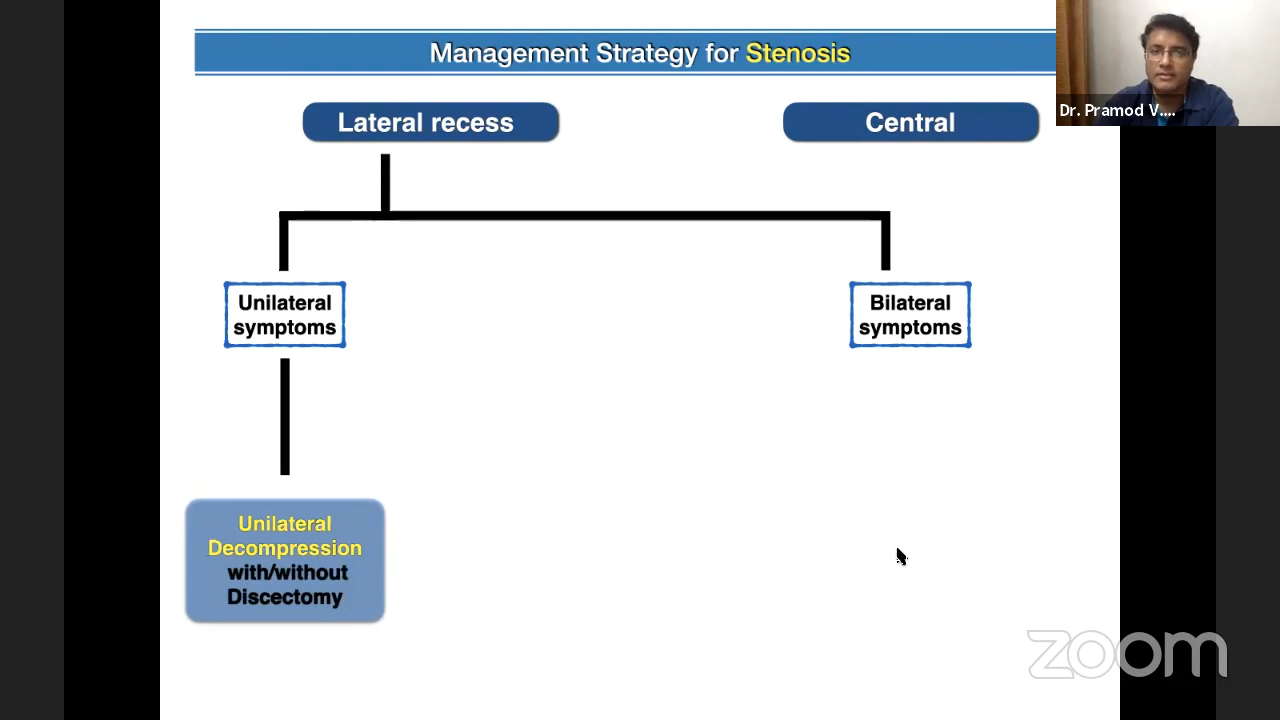 Management Strategy for Stenosis
Dr. Pramod V....
Lateral recess
Central
Unilateral
symptoms
Bilateral
symptoms
Unilateral
Decompression
with/without
Discectomy
zoom